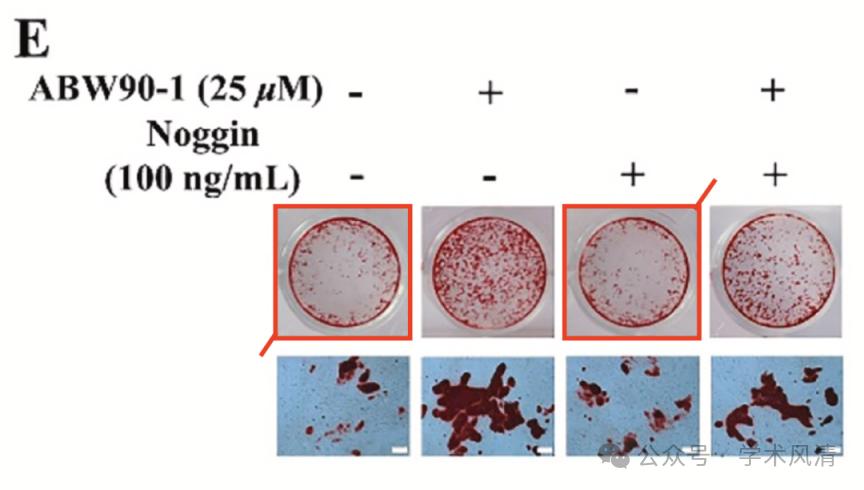 E
ABW90-1 (25 μM) - + - +
Noggin
(100 ng/mL) - - + +
公众号 · 学术风清